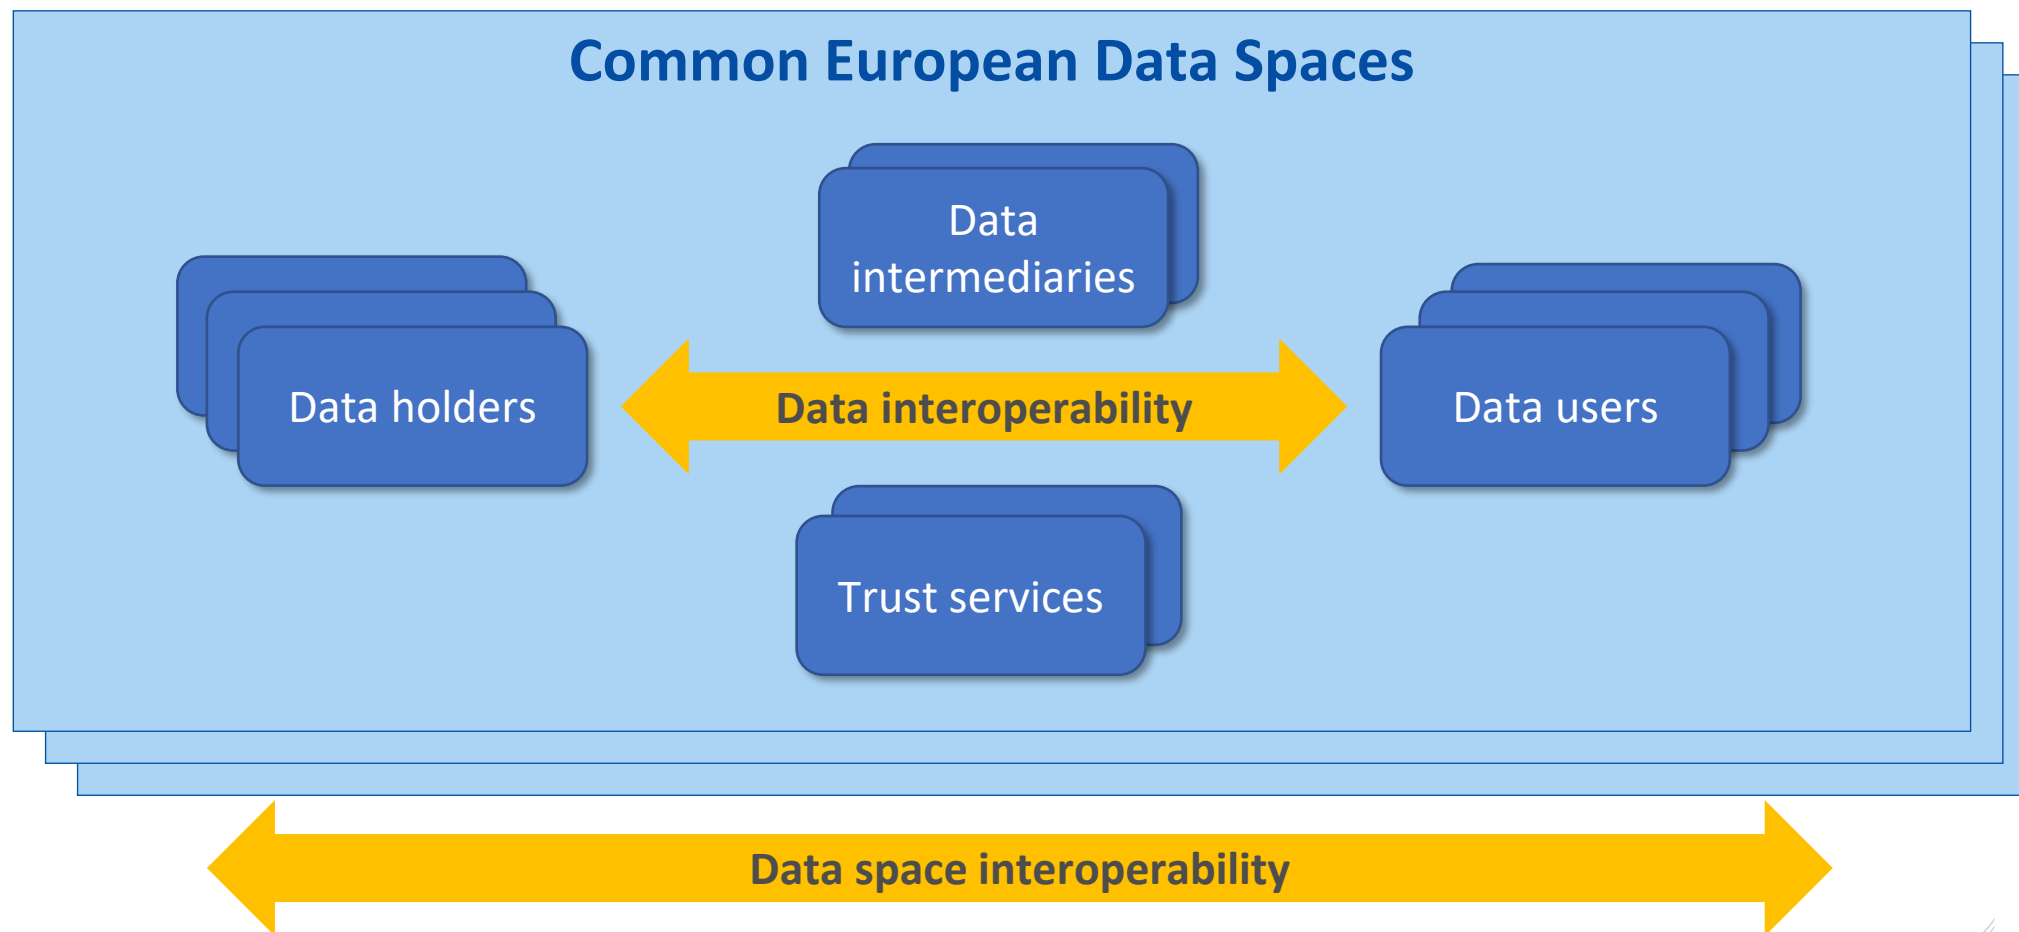 Common European Data Spaces
Data
intermediaries
Data holders
Data interoperability
Data users
Trust services
Data space interoperability